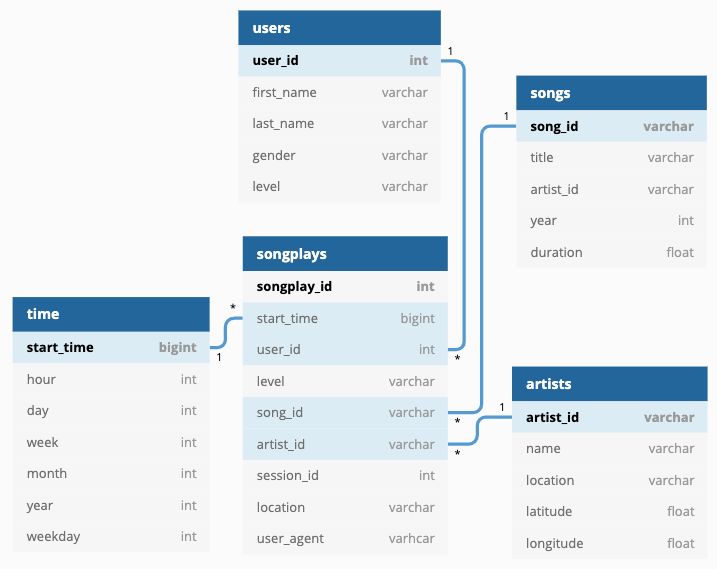 users
user_id int
first_name varchar
last_name varchar
gender varchar
level varchar
1
songs
song_id varchar
title varchar
artist_id varchar
year int
duration float
1
songplays
songplay_id int
start_time bigint
user_id int
level varchar
song_id varchar
artist_id varchar
session_id int
location varchar
user_agent varhcar
*
*
*
*
time
start_time bigint
hour int
day int
week int
month int
year int
weekday int
1
artists
artist_id varchar
name varchar
location varchar
latitude float
longitude float
1